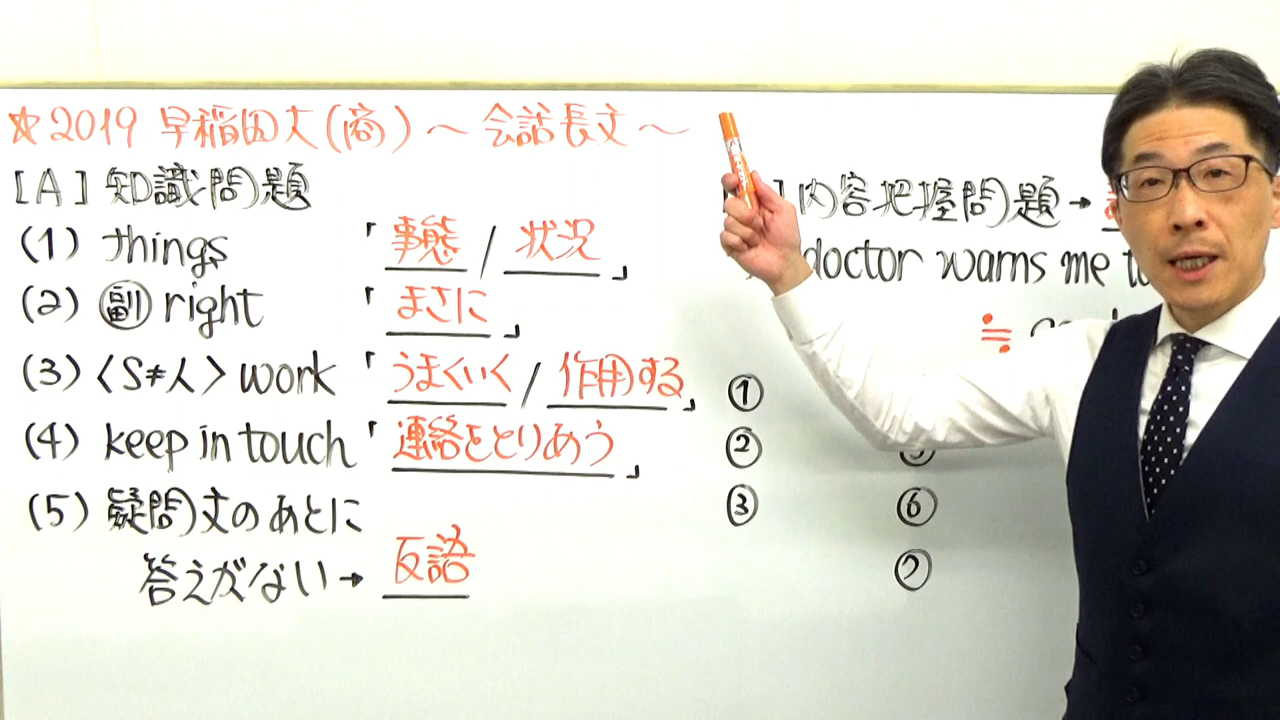 ☆2019 早稲田大(商) ～会話長文～
[A] 知識問題
(1) things 「事態 / 状況」
(2) 副 right 「まさに」
(3) 〈S≠人〉 work 「うまくいく / 作用する」
(4) keep in touch 「連絡をとりあう」
(5) 疑問文のあとに
答えがない→ 反語
] 内容把握問題→
doctor warns me to
≒
①
②
③
⑥
⑦